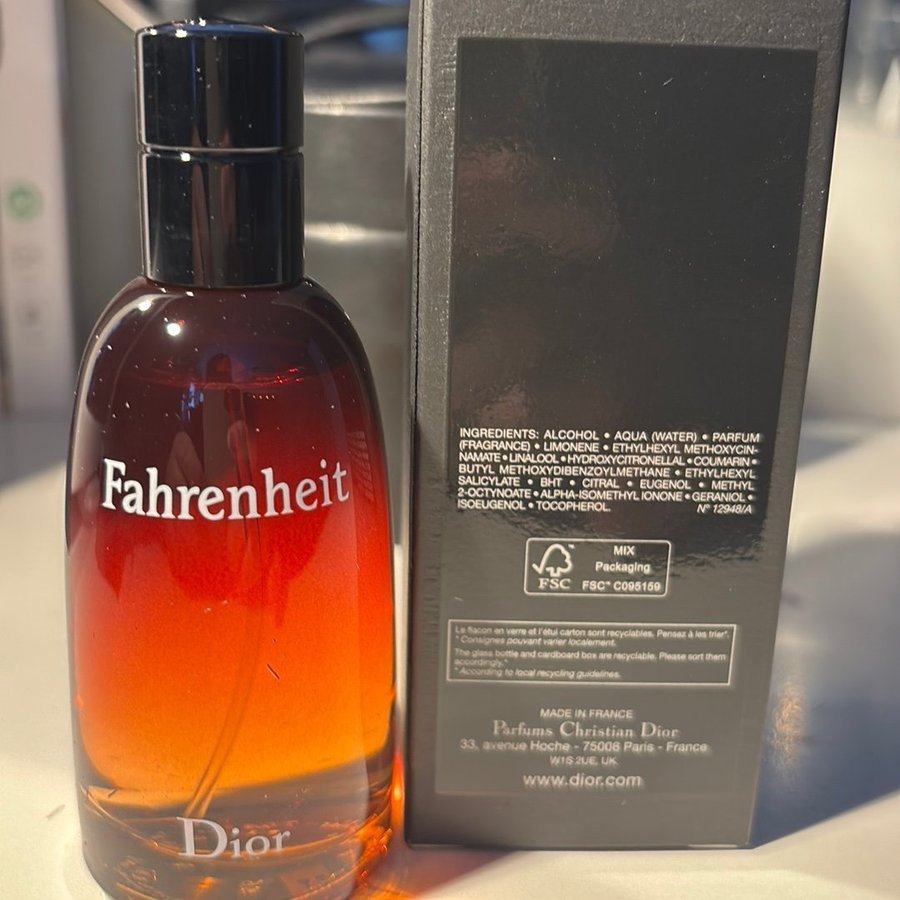 Fahrenheit
Dior
INGREDIENTS: ALCOHOL • AQUA (WATER) • PARFUM
(FRAGRANCE) • LIMONENE • ETHYLHEXYL METHOXYCIN-
NAMATE • LINALOOL • HYDROXYCITRONELLAL • COUMARIN •
BUTYL METHOXYDIBENZOYLMETHANE • ETHYLHEXYL
SALICYLATE • BHT • CITRAL • EUGENOL • METHYL
2-OCTYNOATE • ALPHA-ISOMETHYL IONONE • GERANIOL •
ISOEUGENOL • TOCOPHEROL. N° 12948/A
FSC™
MIX
Packaging
FSC™ C095159
Le flacon en verre et l'étui carton sont recyclables. Pensez à les trier*.
* Consignes pouvant varier localement.
The glass bottle and cardboard box are recyclable. Please sort them
accordingly.*
* According to local recycling guidelines.
MADE IN FRANCE
Parfums Christian Dior
33, avenue Hoche - 75008 Paris - France
W1S 2UE, UK
www.dior.com